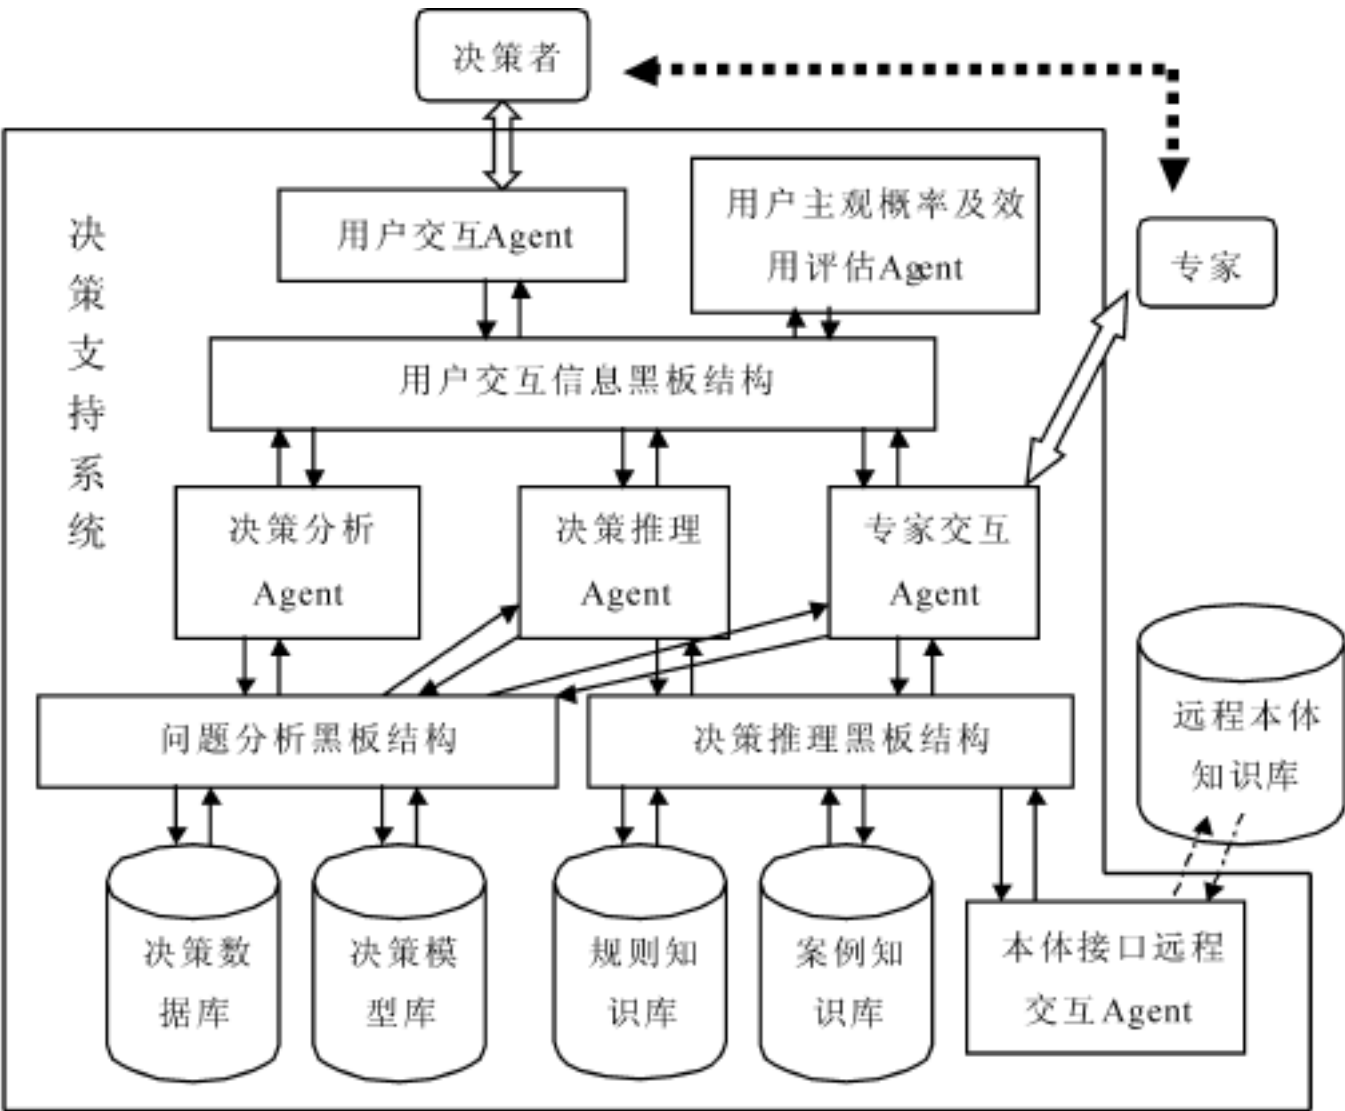 决策者
决策支持系统
用户交互Agent
用户主观概率及效
用评估Agent
专家
用户交互信息黑板结构
决策分析
Agent
决策推理
Agent
专家交互
Agent
问题分析黑板结构
决策推理黑板结构
远程本体
知识库
决策数
据库
决策模
型库
规则知
识库
案例知
识库
本体接口远程
交互Agent